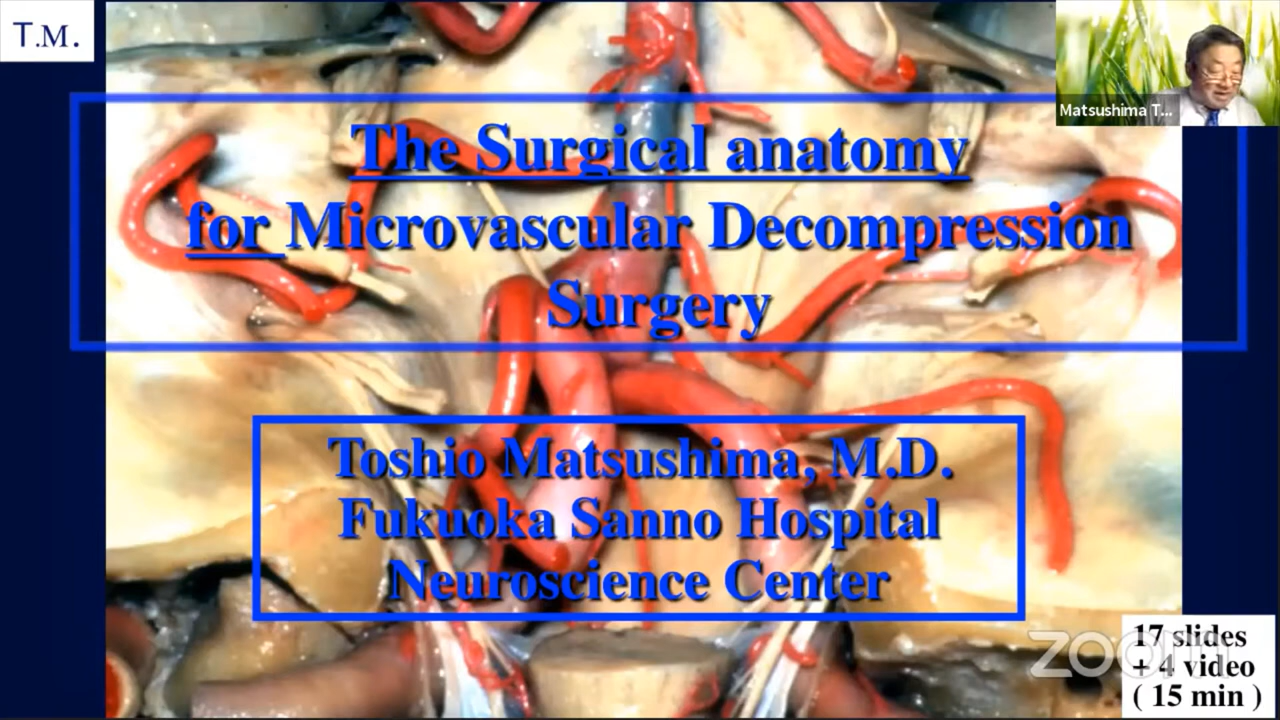 T.M.
Matsushima T...
The Surgical anatomy
for Microvascular Decompression
Surgery
Toshio Matsushima, M.D.
Fukuoka Sanno Hospital
Neuroscience Center
zoom
17 slides
+ 4 video
( 15 min )